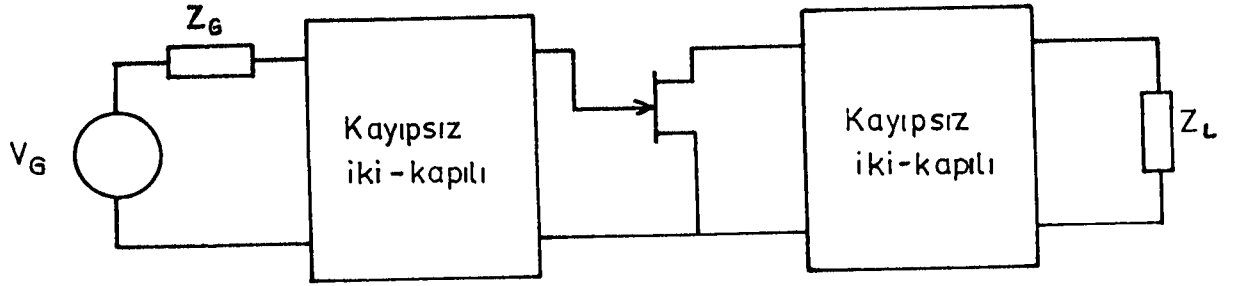 Z_G
V_G
Kayıpsız
iki-kapılı
Kayıpsız
iki-kapılı
Z_L